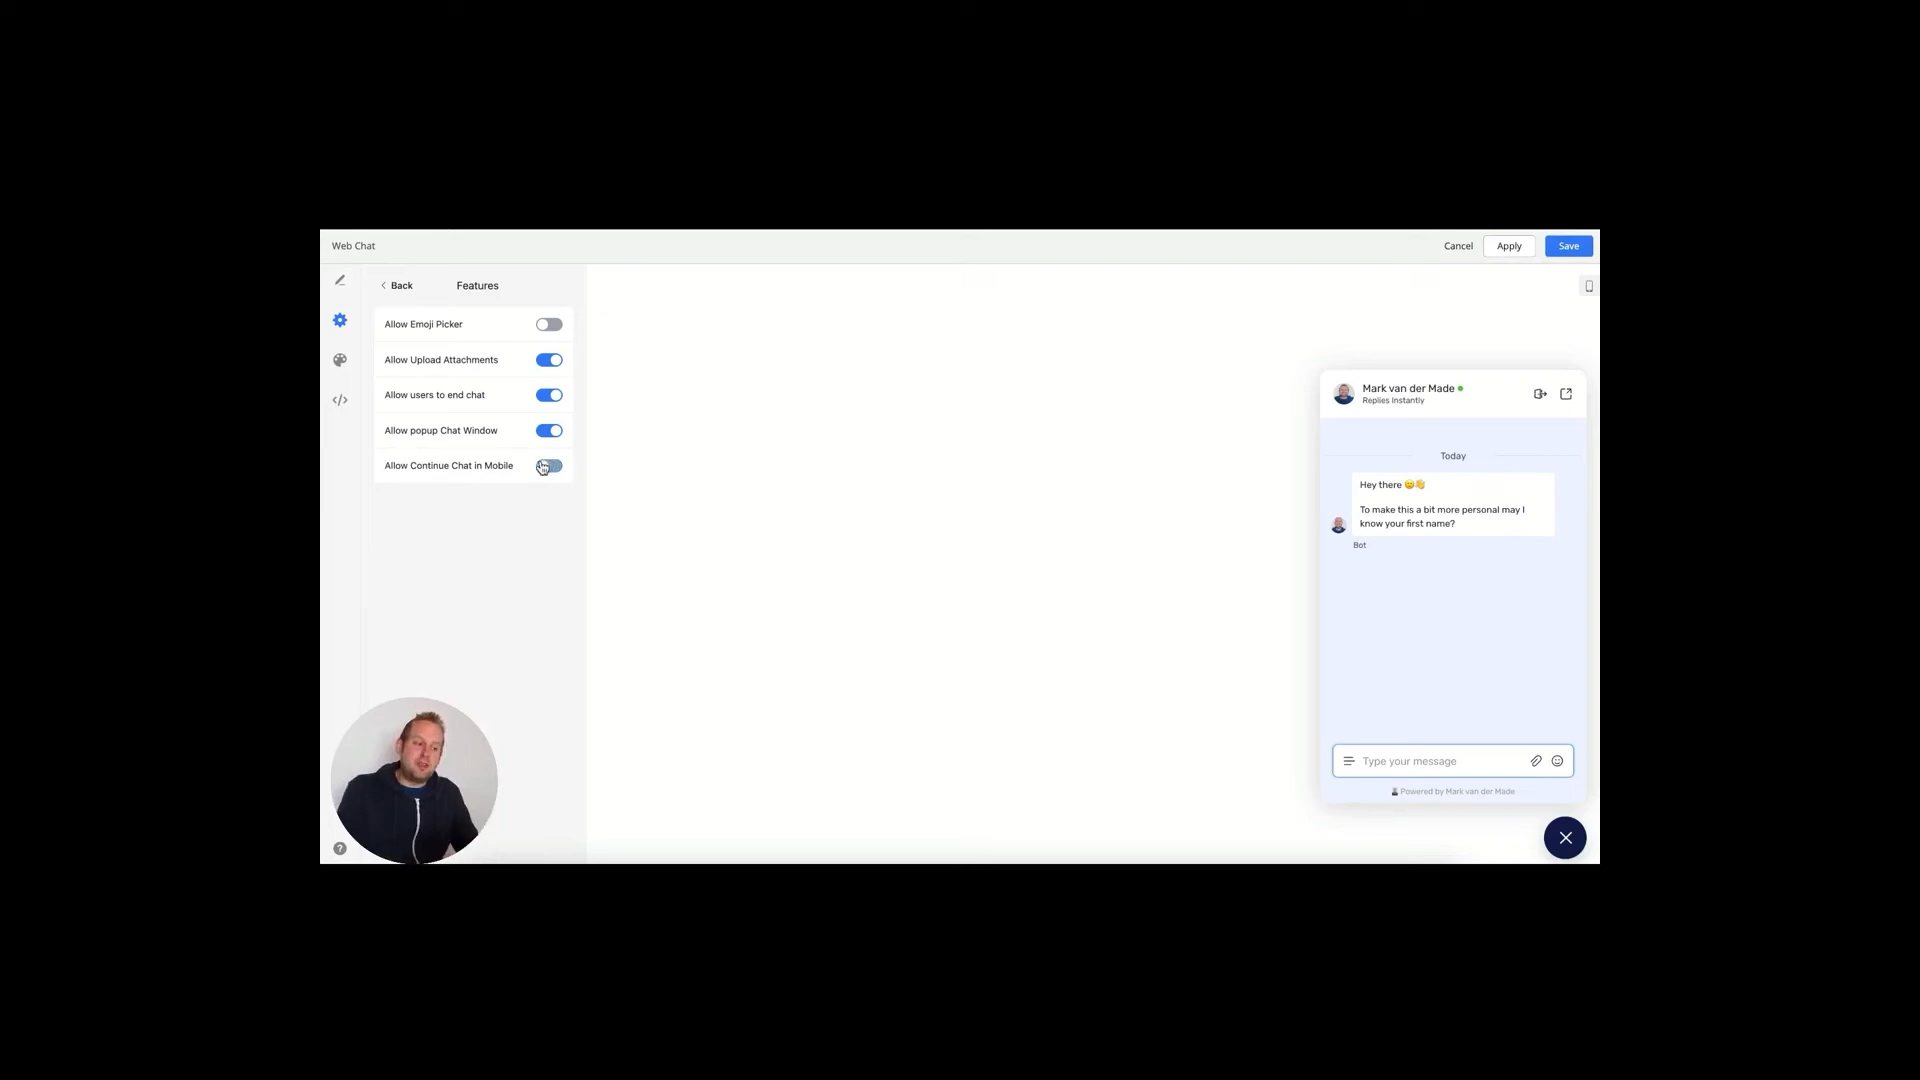 Web Chat
Cancel
Apply
Save
Back
Features
Allow Emoji Picker
Allow Upload Attachments
Allow users to end chat
Allow popup Chat Window
Allow Continue Chat in Mobile
Mark van der Made
Replies Instantly
Today
Hey there 😀👋
To make this a bit more personal may I
know your first name?
Bot
Type your message
Powered by Mark van der Made